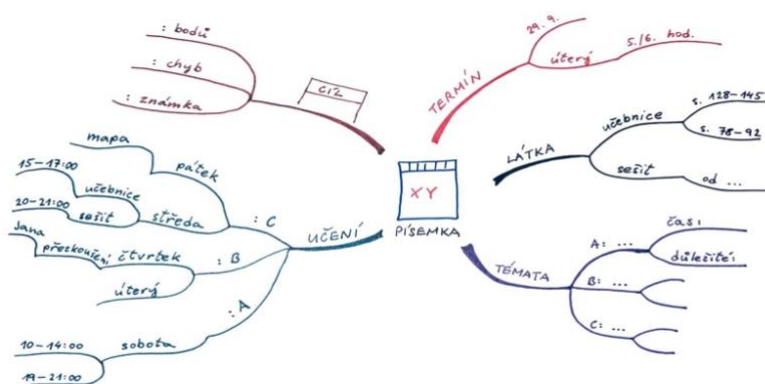 XY
PÍSEMKA
CÍL
: bodů
: chyb
: známka
TERMÍN
29. 9.
úterý
5./6. hod.
LÁTKA
učebnice
s. 128–145
s. 78–92
sešit
od ...
TÉMATA
A: ...
časi
důležitéi
B: ...
C: ...
UČENÍ
: C
pátek
mapa
středa
učebnice
15–17:00
sešit
20–21:00
: B
čtvrtek
přezkoušení
Jana
úterý
: A
sobota
10–14:00
19–21:00